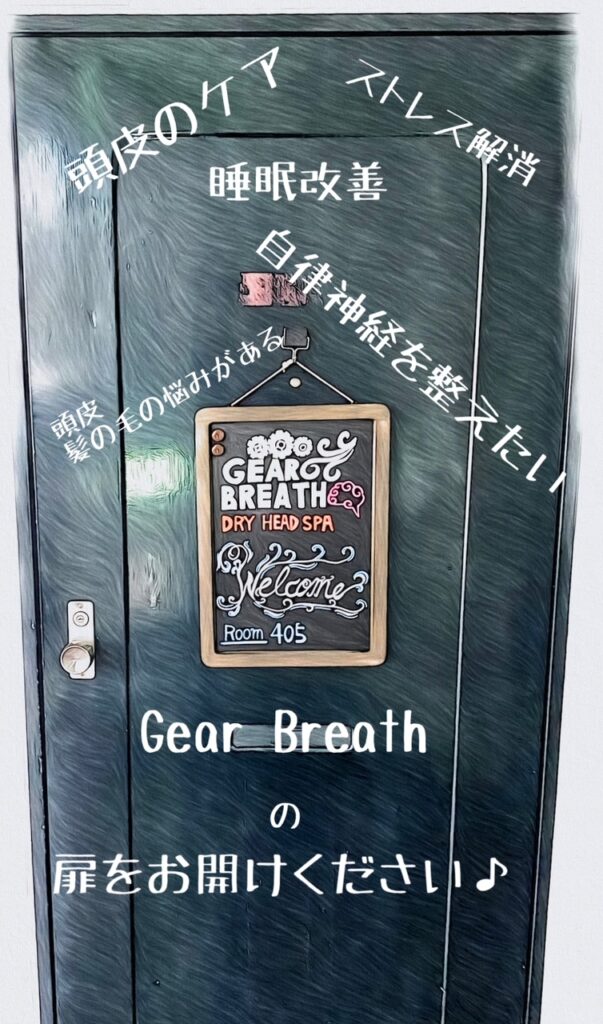 頭皮のケア
ストレス解消
睡眠改善
自律神経を整えたい
頭皮
髪の毛の悩みがある
GEAR
BREATH
DRY HEAD SPA
Welcome
Room 405
Gear Breath
の
扉をお開けください♪